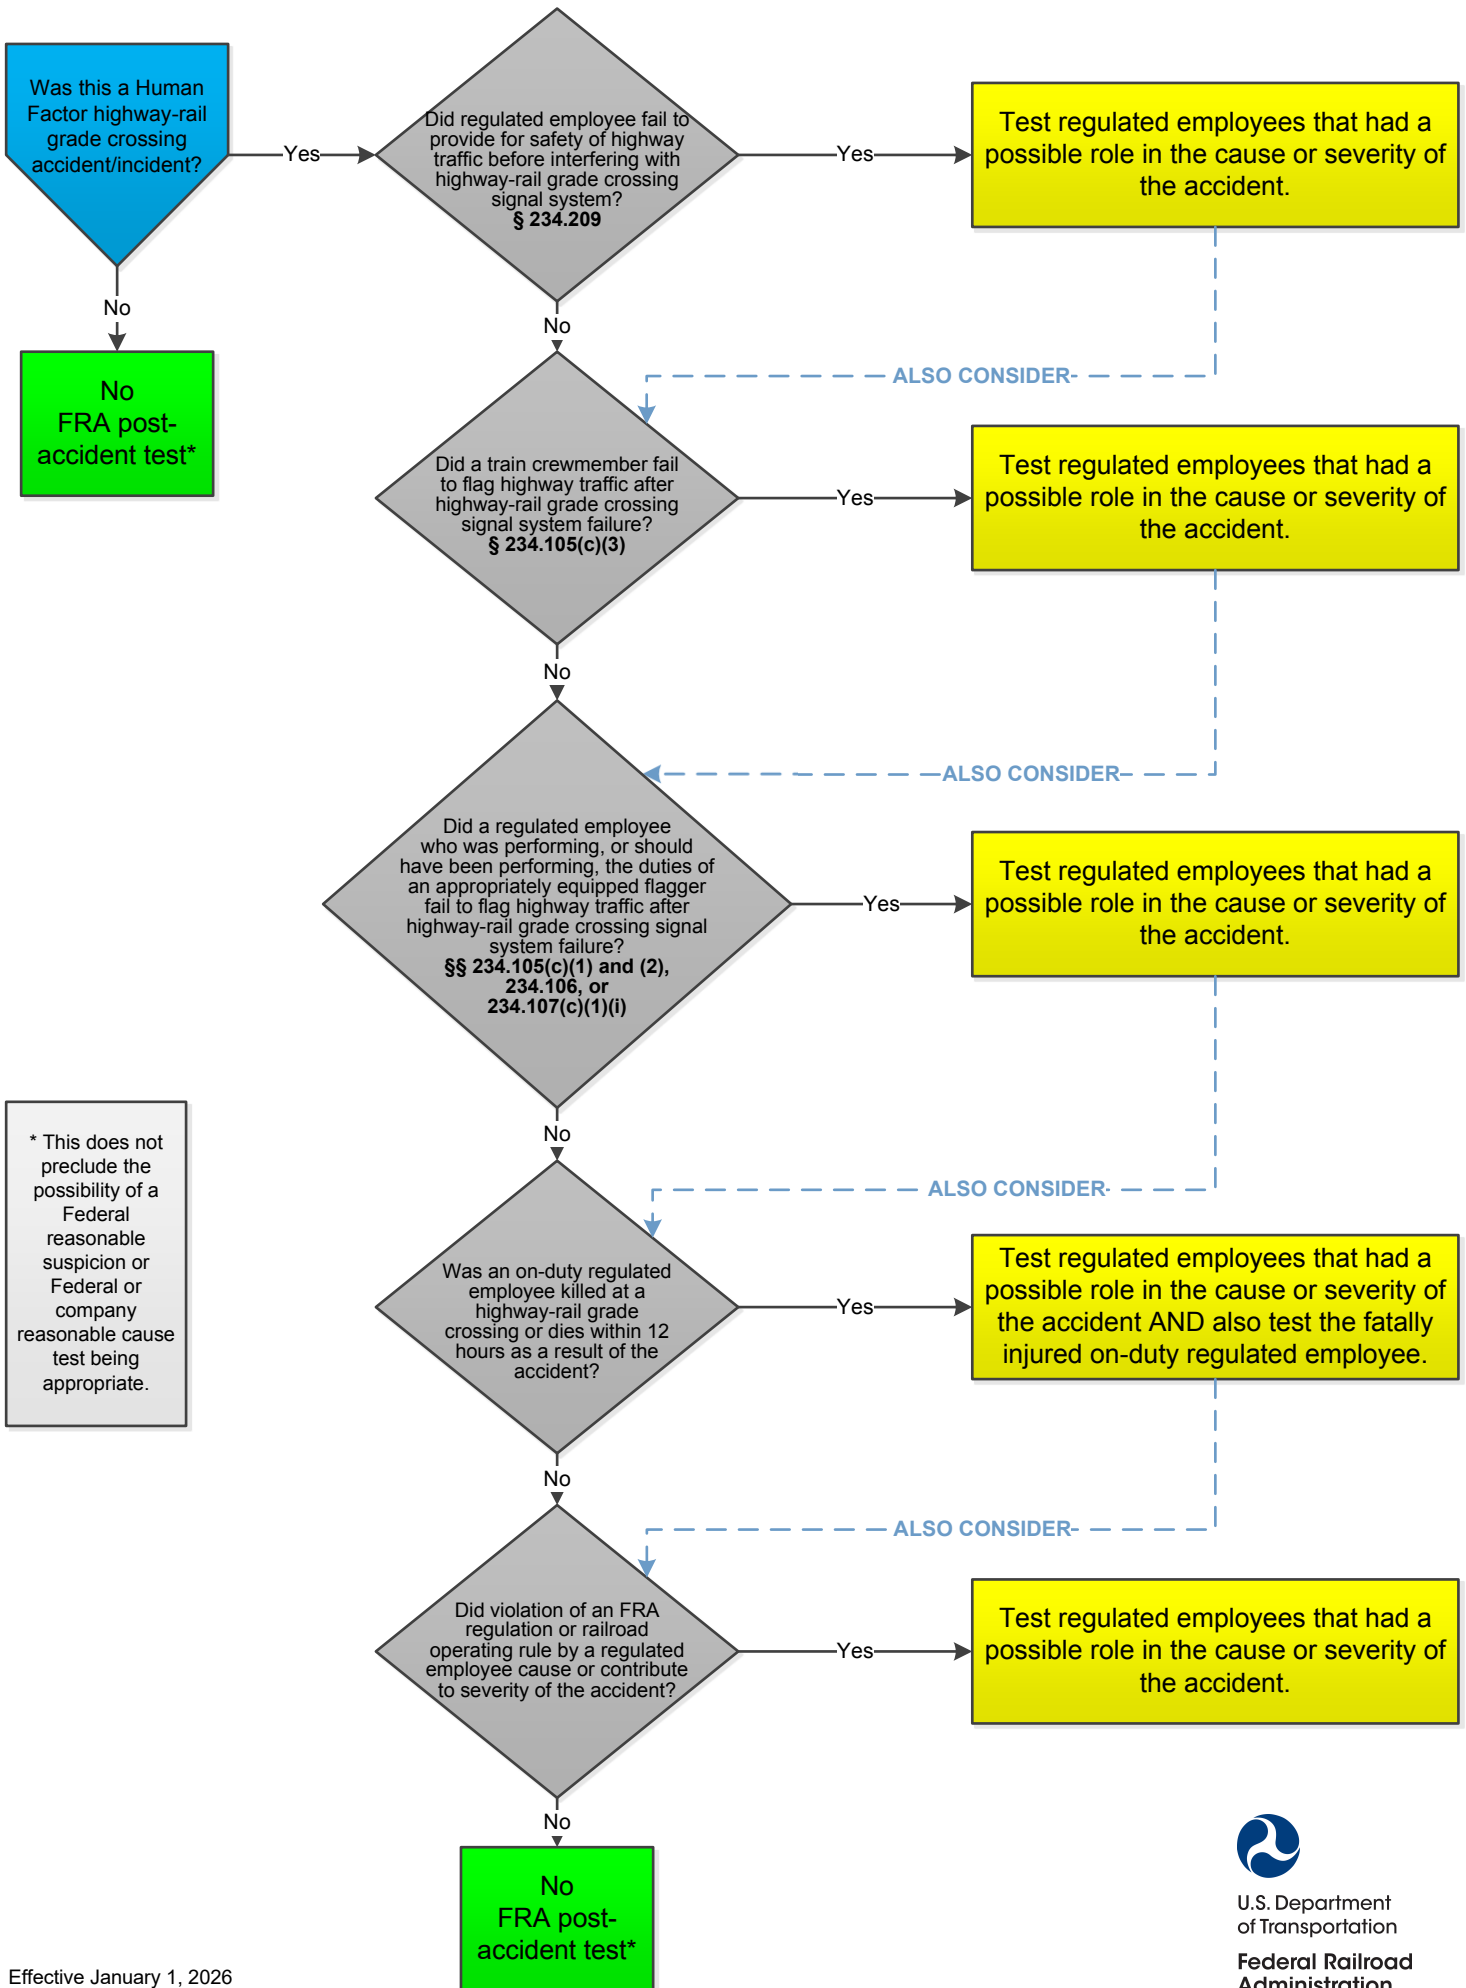 Was this a Human
Factor highway-rail
grade crossing
accident/incident?
Yes
Did regulated employee fail to
provide for safety of highway
traffic before interfering with
highway-rail grade crossing
signal system?
§ 234.209
Yes
Test regulated employees that had a
possible role in the cause or severity of
the accident.
No
No
FRA post-
accident test*
No
ALSO CONSIDER
Did a train crewmember fail
to flag highway traffic after
highway-rail grade crossing
signal system failure?
§ 234.105(c)(3)
Yes
Test regulated employees that had a
possible role in the cause or severity of
the accident.
No
ALSO CONSIDER
Did a regulated employee
who was performing, or should
have been performing, the duties of
an appropriately equipped flagger
fail to flag highway traffic after
highway-rail grade crossing signal
system failure?
§§ 234.105(c)(1) and (2),
234.106, or
234.107(c)(1)(i)
Yes
Test regulated employees that had a
possible role in the cause or severity of
the accident.
No
ALSO CONSIDER
* This does not
preclude the
possibility of a
Federal
reasonable
suspicion or
Federal or
company
reasonable cause
test being
appropriate.
Was an on-duty regulated
employee killed at a
highway-rail grade
crossing or dies within 12
hours as a result of the
accident?
Yes
Test regulated employees that had a
possible role in the cause or severity of
the accident AND also test the fatally
injured on-duty regulated employee.
No
ALSO CONSIDER
Did violation of an FRA
regulation or railroad
operating rule by a regulated
employee cause or contribute
to severity of the accident?
Yes
Test regulated employees that had a
possible role in the cause or severity of
the accident.
No
No
FRA post-
accident test*
Effective January 1, 2026
U.S. Department
of Transportation
Federal Railroad
Administration